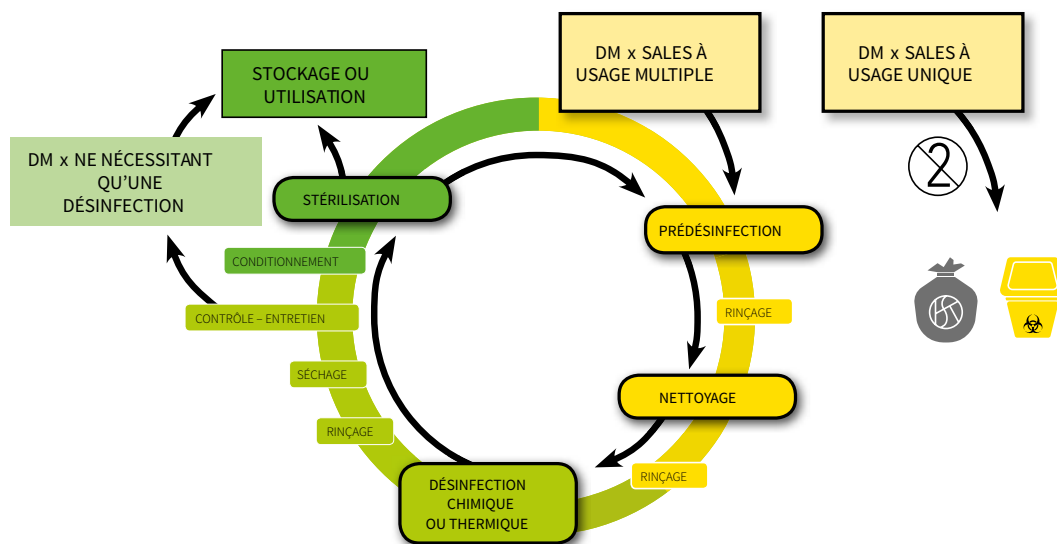 DM x SALES À
USAGE MULTIPLE
DM x SALES À
USAGE UNIQUE
STOCKAGE OU
UTILISATION
DM x NE NÉCESSITANT
QU’UNE
DÉSINFECTION
2
STÉRILISATION
PRÉDÉSINFECTION
CONDITIONNEMENT
CONTRÔLE – ENTRETIEN
RINÇAGE
SÉCHAGE
NETTOYAGE
RINÇAGE
RINÇAGE
DÉSINFECTION
CHIMIQUE
OU THERMIQUE